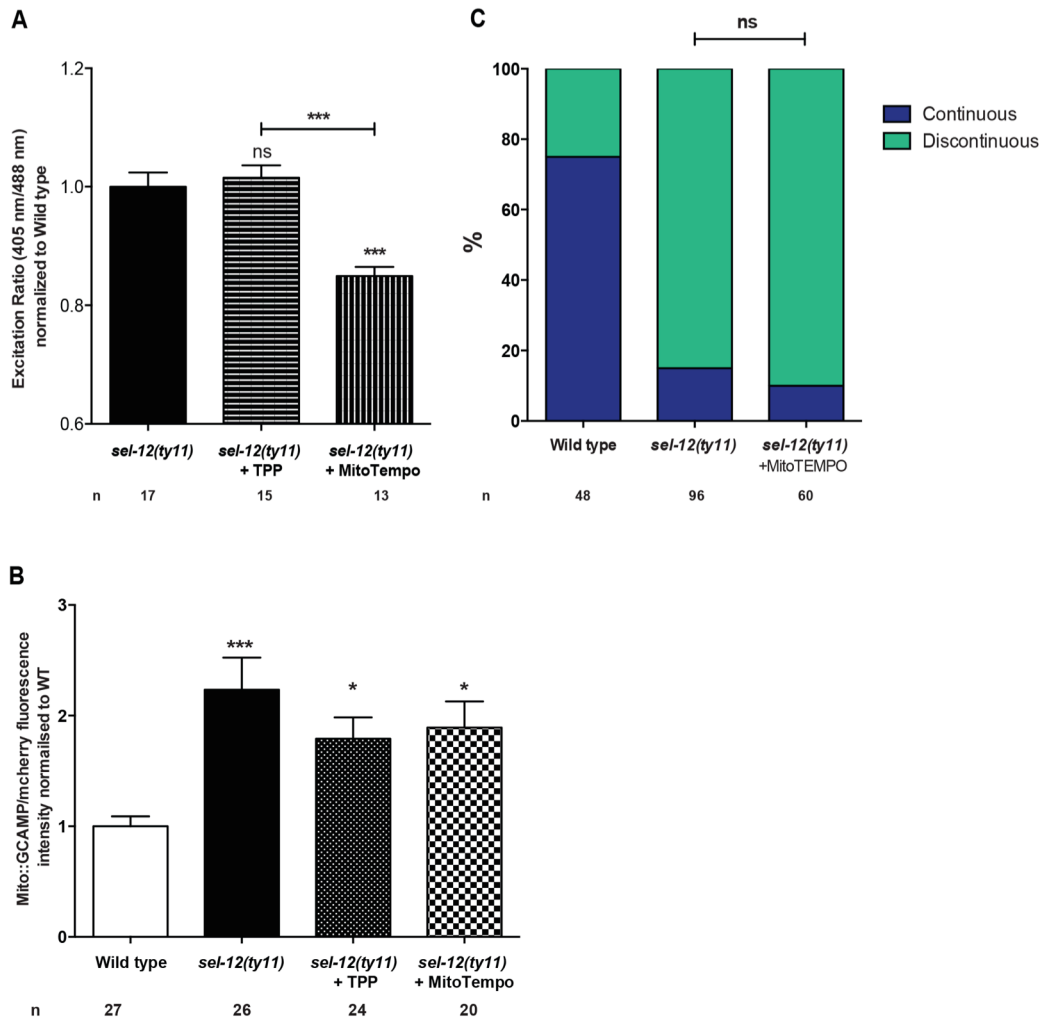 A
Excitation Ratio (405 nm/488 nm)
normalized to Wild type
1.2
1.0
0.8
0.6
***
ns
***
sel-12(ty11)
sel-12(ty11)
+ TPP
sel-12(ty11)
+ MitoTempo
n 17 15 13
C
ns
%
100
80
60
40
20
0
Continuous
Discontinuous
Wild type
sel-12(ty11)
sel-12(ty11)
+MitoTEMPO
n 48 96 60
B
Mito::GCAMP/mcherry fluorescence
intensity normailsed to WT
3
2
1
0
***
*
*
Wild type
sel-12(ty11)
sel-12(ty11)
+ TPP
sel-12(ty11)
+ MitoTempo
n 27 26 24 20